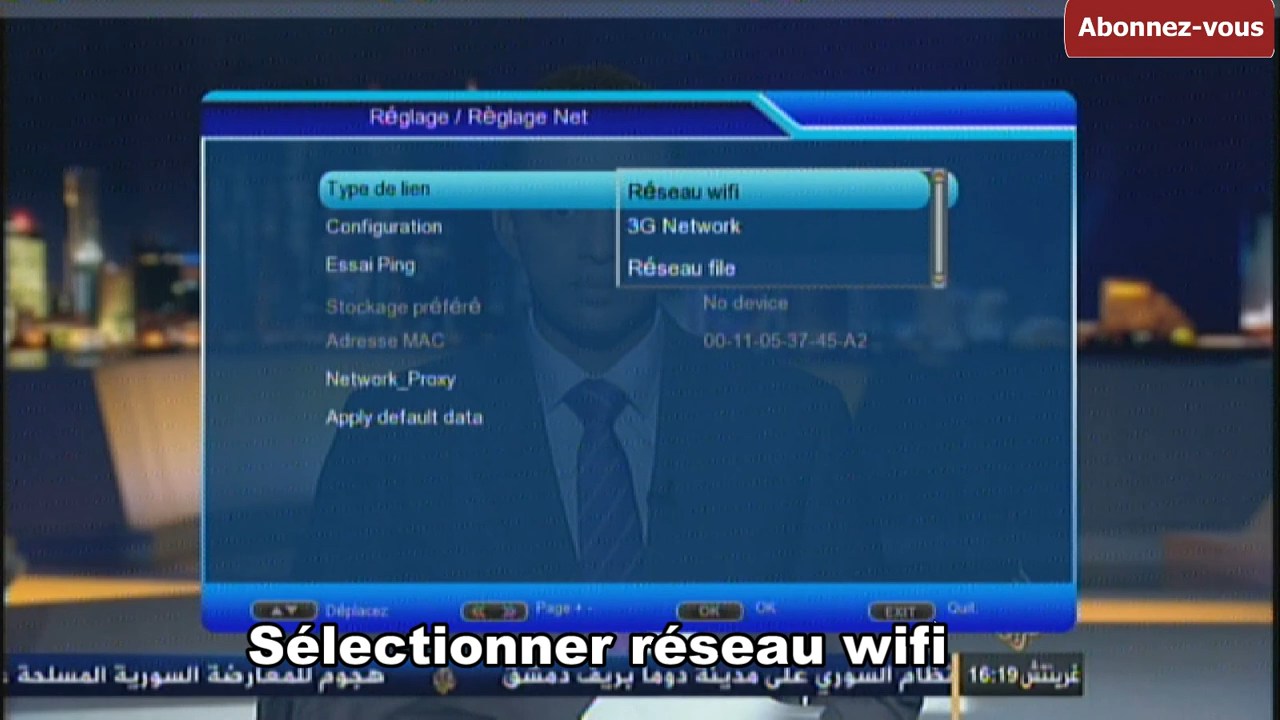 Abonnez-vous
Réglage / Règlage Net
Type de lien
Réseau wifi
Configuration
3G Network
Essai Ping
Réseau file
Stockage préféré
No device
Adresse MAC
00-11-05-37-45-A2
Network_Proxy
Apply default data
Déplacez
Page + -
OK
OK
EXIT
Quit.
Sélectionner réseau wifi
نظام السوري على مدينة دوما بريف دمشق
هجوم للمعارضة السورية المسلحة
غرينتش 16:19